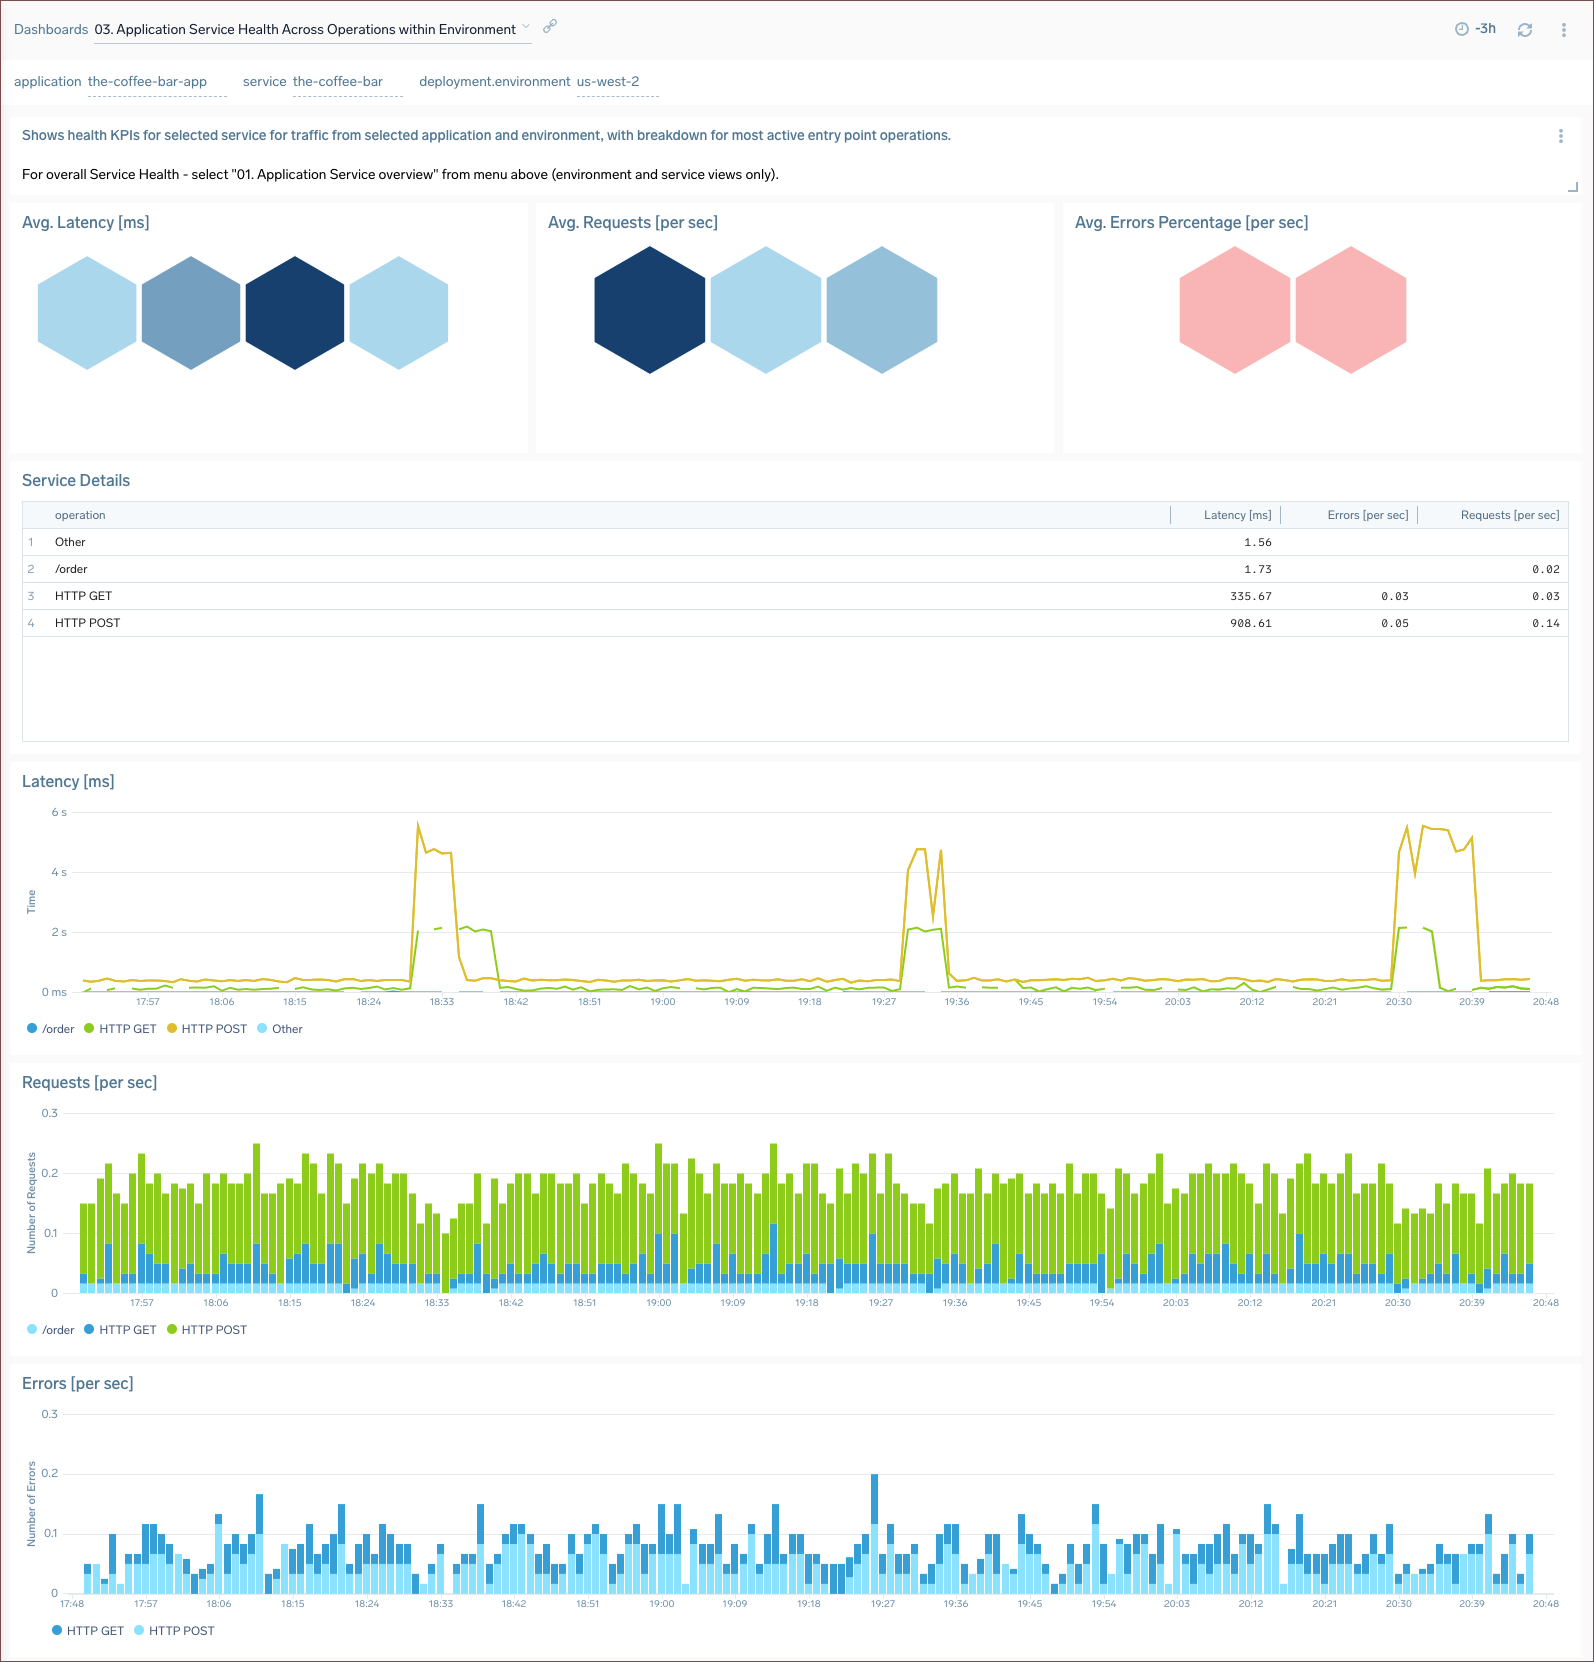 Dashboards 03. Application Service Health Across Operations within Environment -3h
application the-coffee-bar-app service the-coffee-bar deployment.environment us-west-2
Shows health KPIs for selected service for traffic from selected application and environment, with breakdown for most active entry point operations.
For overall Service Health - select "01. Application Service overview" from menu above (environment and service views only).
Avg. Latency [ms] Avg. Requests [per sec] Avg. Errors Percentage [per sec]
Service Details
operation Latency [ms] Errors [per sec] Requests [per sec]
1 Other 1.56
2 /order 1.73 0.02
3 HTTP GET 335.67 0.03 0.03
4 HTTP POST 908.61 0.05 0.14
Latency [ms]
Time
6 s
4 s
2 s
0 ms
17:57 18:06 18:15 18:24 18:33 18:42 18:51 19:00 19:09 19:18 19:27 19:36 19:45 19:54 20:03 20:12 20:21 20:30 20:39 20:48
/order HTTP GET HTTP POST Other
Requests [per sec]
Number of Requests
0.3
0.2
0.1
0
17:57 18:06 18:15 18:24 18:33 18:42 18:51 19:00 19:09 19:18 19:27 19:36 19:45 19:54 20:03 20:12 20:21 20:30 20:39 20:48
/order HTTP GET HTTP POST
Errors [per sec]
Number of Errors
0.3
0.2
0.1
0
17:48 17:57 18:06 18:15 18:24 18:33 18:42 18:51 19:00 19:09 19:18 19:27 19:36 19:45 19:54 20:03 20:12 20:21 20:30 20:39 20:48
HTTP GET HTTP POST